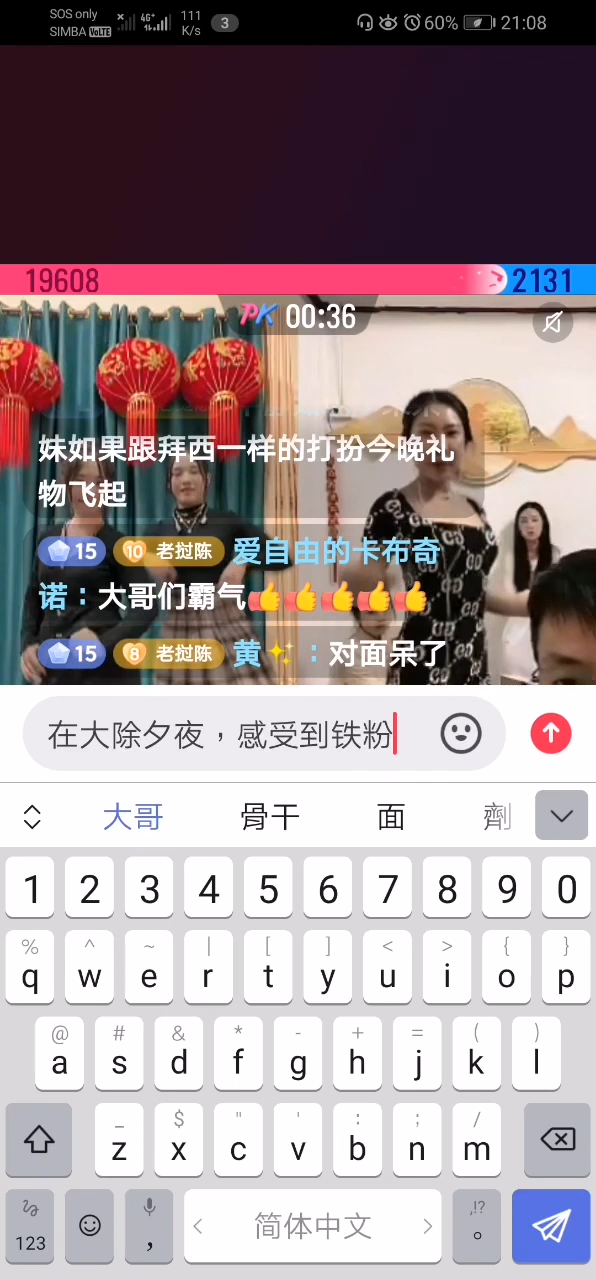 SOS only
SIMBA VoLTE
4G+
111
K/s
3
60%
21:08
19608
2131
PK 00:36
妹如果跟拜西一样的打扮今晚礼
物飞起
15 10 老挝陈 爱自由的卡布奇
诺：大哥们霸气👍👍👍👍👍
15 8 老挝陈 黄✨：对面呆了
在大除夕夜，感受到铁粉
大哥 骨干 面 劑
1 2 3 4 5 6 7 8 9 0
% ^ ~ | [ ] < > { }
q w e r t y u i o p
@ # & * - + = ( )
a s d f g h j k l
_ $ " ' : ; /
z x c v b n m
,!?
123 , < 简体中文 > 。